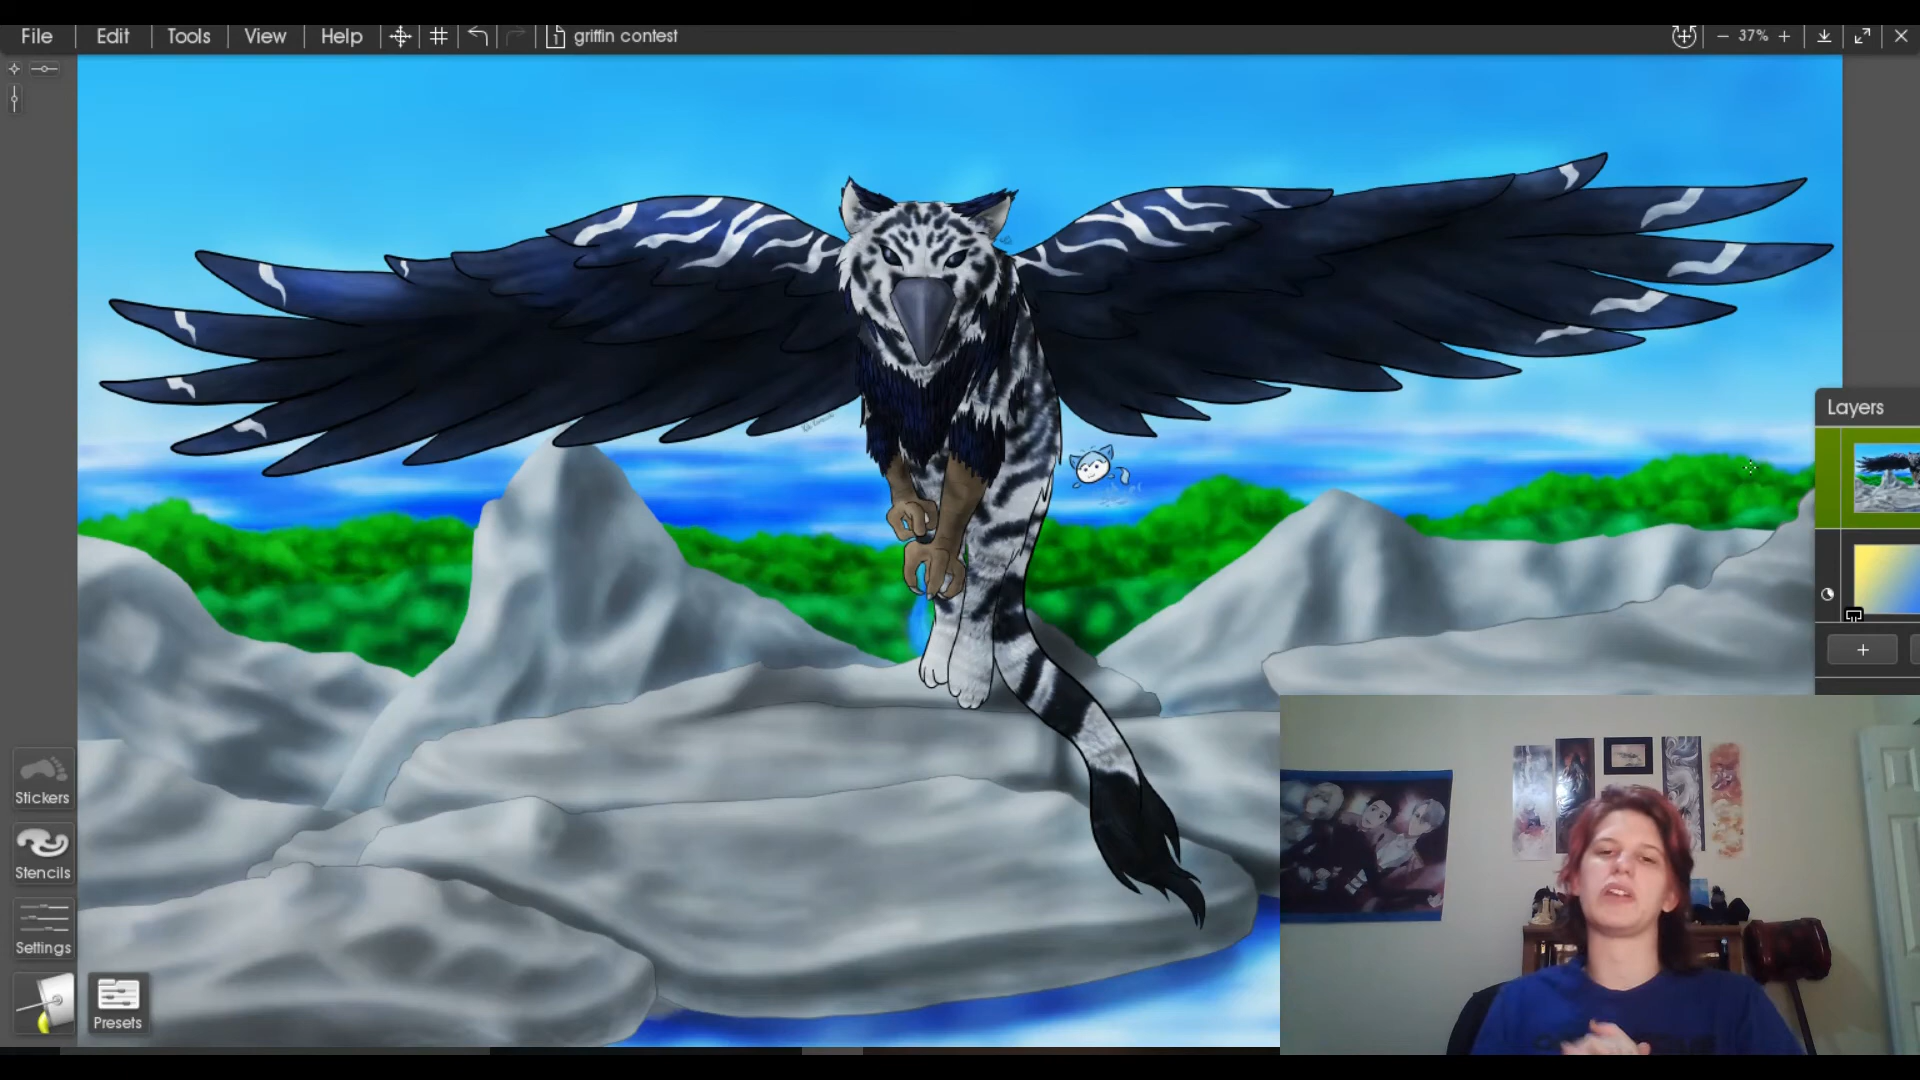 File Edit Tools View Help griffin contest 37%
Layers
Stickers
Stencils
Settings
Presets